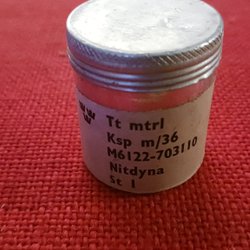 Tt mtrl
Ksp m/36
M6122-703110
Nitdyna
St 1